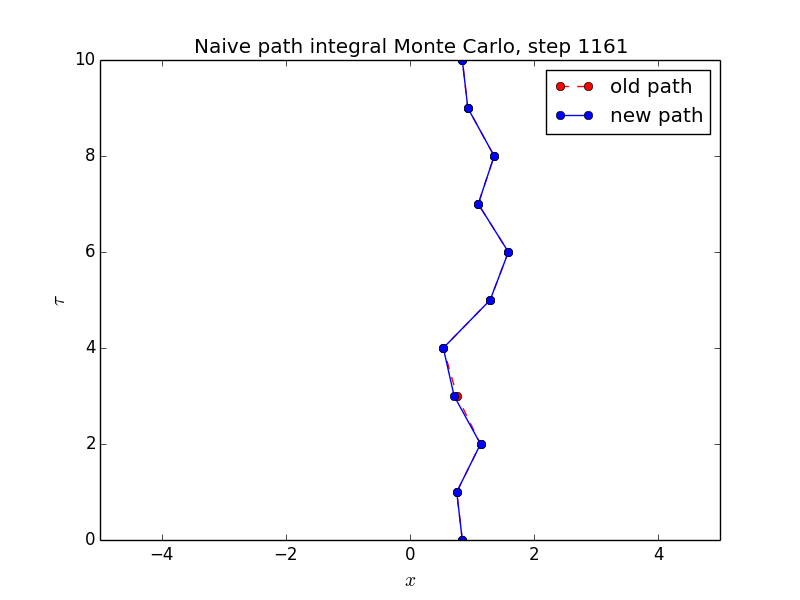 Naive path integral Monte Carlo, step 1161
10
8
6
4
2
0
τ
old path
new path
−4 −2 0 2 4
x